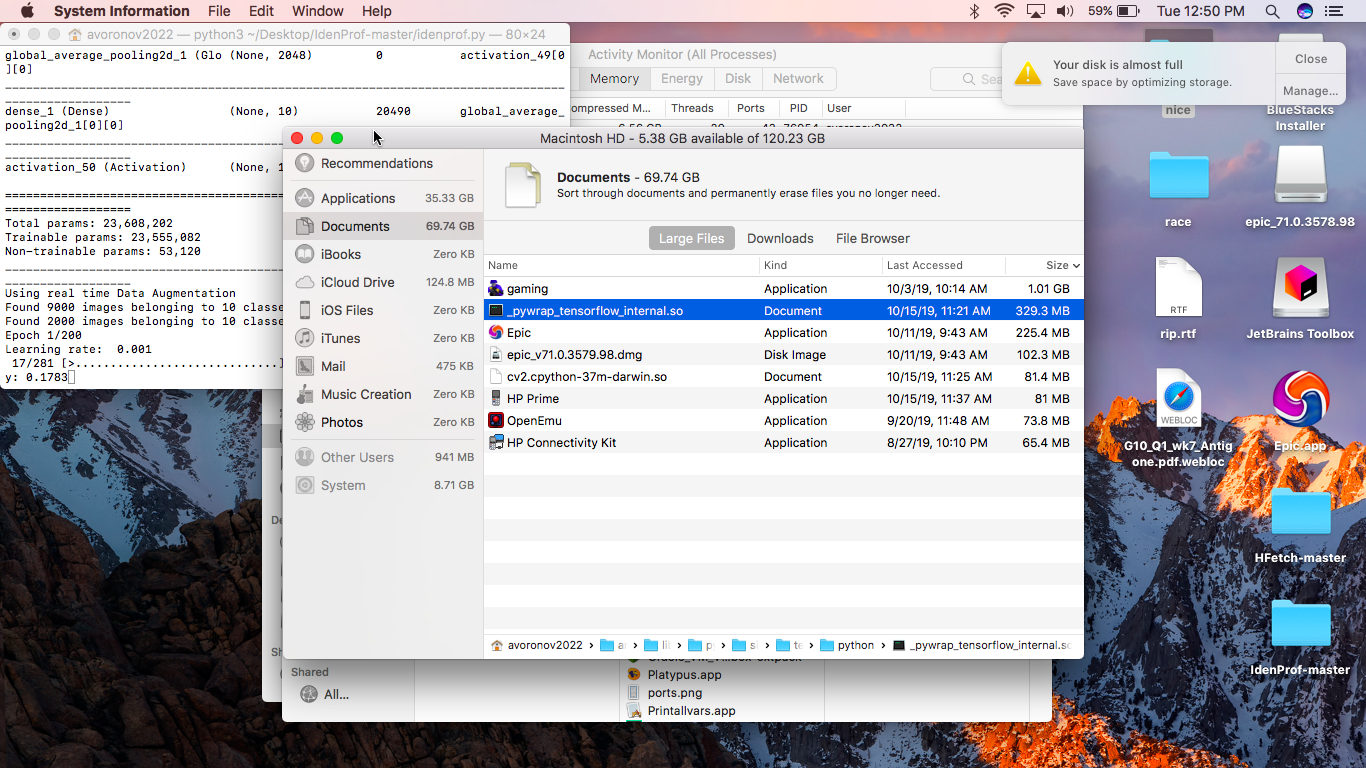 System Information File Edit Window Help
59% Tue 12:50 PM
avoronov2022 — python3 ~/Desktop/IdenProf-master/idenprof.py — 80×24
global_average_pooling2d_1 (Glo (None, 2048) 0 activation_49[0
][0]
dense_1 (Dense) (None, 10) 20490 global_average_
pooling2d_1[0][0]
activation_50 (Activation) (None, 1
Total params: 23,608,202
Trainable params: 23,555,082
Non-trainable params: 53,120
Using real time Data Augmentation
Found 9000 images belonging to 10 classe
Found 2000 images belonging to 10 classe
Epoch 1/200
Learning rate: 0.001
17/281 [>.............................]
y: 0.1783
Activity Monitor (All Processes)
Memory Energy Disk Network
Sea
ompressed M... Threads Ports PID User
Your disk is almost full
Save space by optimizing storage.
Close
Manage...
Macintosh HD - 5.38 GB available of 120.23 GB
Recommendations
Applications 35.33 GB
Documents 69.74 GB
iBooks Zero KB
iCloud Drive 124.8 MB
iOS Files Zero KB
iTunes Zero KB
Mail 475 KB
Music Creation Zero KB
Photos Zero KB
Other Users 941 MB
System 8.71 GB
Documents - 69.74 GB
Sort through documents and permanently erase files you no longer need.
Large Files Downloads File Browser
Name Kind Last Accessed Size
gaming Application 10/3/19, 10:14 AM 1.01 GB
_pywrap_tensorflow_internal.so Document 10/15/19, 11:21 AM 329.3 MB
Epic Application 10/11/19, 9:43 AM 225.4 MB
epic_v71.0.3579.98.dmg Disk Image 10/11/19, 9:43 AM 102.3 MB
cv2.cpython-37m-darwin.so Document 10/15/19, 11:25 AM 81.4 MB
HP Prime Application 10/15/19, 11:37 AM 81 MB
OpenEmu Application 9/20/19, 11:48 AM 73.8 MB
HP Connectivity Kit Application 8/27/19, 10:10 PM 65.4 MB
avoronov2022 python _pywrap_tensorflow_internal.so
Shared
All...
Platypus.app
ports.png
Printallvars.app
nice
BlueStacks
Installer
race
epic_71.0.3578.98
RTF
rip.rtf
JetBrains Toolbox
WEBLOC
G10_Q1_wk7_Antig
one.pdf.webloc
Epic.app
HFetch-master
IdenProf-master